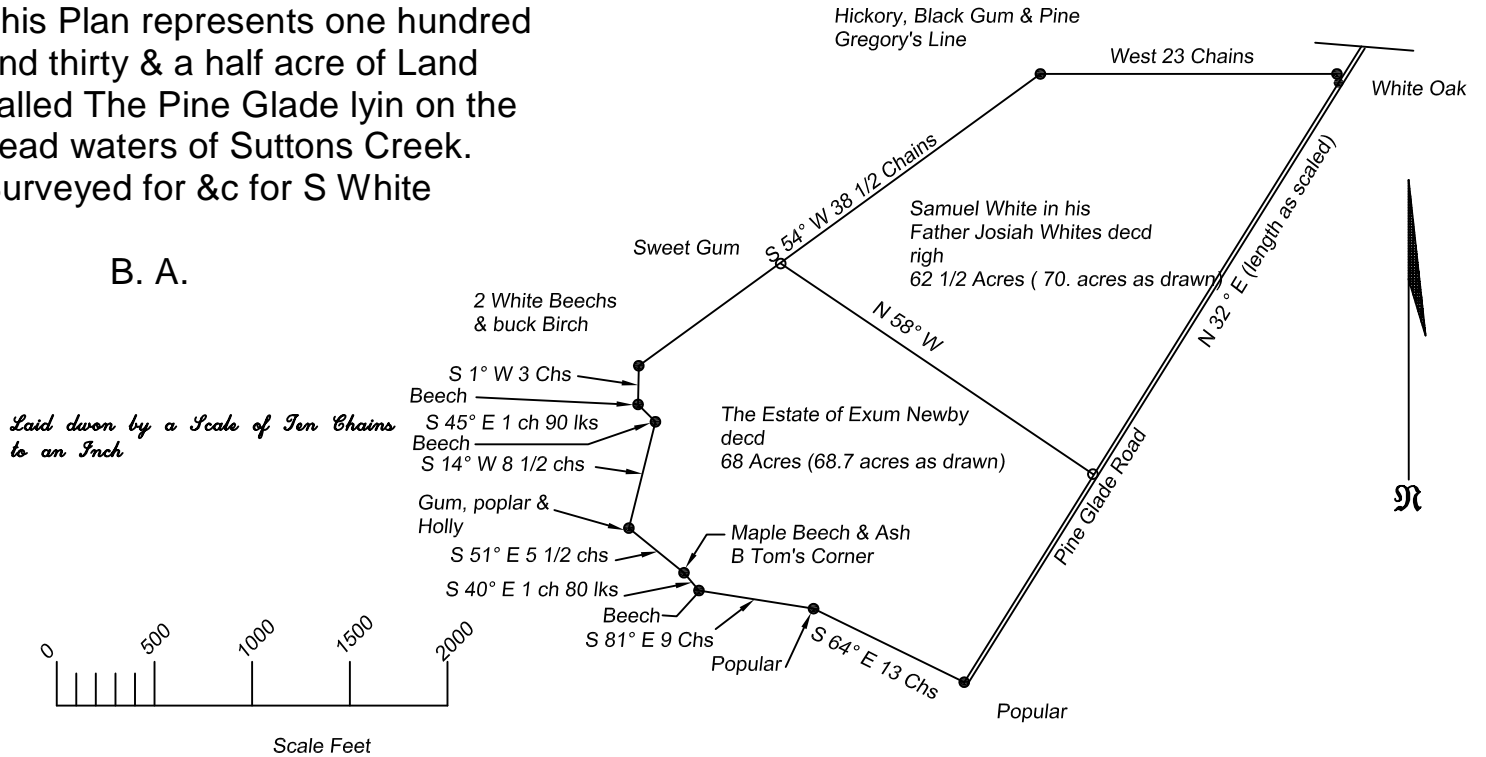 his Plan represents one hundred
nd thirty & a half acre of Land
alled The Pine Glade lyin on the
ead waters of Suttons Creek.
urveyed for &c for S White
B. A.
Hickory, Black Gum & Pine
Gregory's Line
West 23 Chains
White Oak
S 54° W 38 1/2 Chains
N 32 ° E (length as scaled)
Samuel White in his
Father Josiah Whites decd
righ
62 1/2 Acres ( 70. acres as drawn)
Sweet Gum
2 White Beechs
& buck Birch
N 58° W
S 1° W 3 Chs
Beech
S 45° E 1 ch 90 lks
Beech
S 14° W 8 1/2 chs
Laid dwon by a Scale of Ten Chains
to an Inch
The Estate of Exum Newby
decd
68 Acres (68.7 acres as drawn)
Pine Glade Road
N
Gum, poplar &
Holly
Maple Beech & Ash
B Tom's Corner
S 51° E 5 1/2 chs
S 40° E 1 ch 80 lks
Beech
S 81° E 9 Chs
Popular
S 64° E 13 Chs
Popular
0 500 1000 1500 2000
Scale Feet